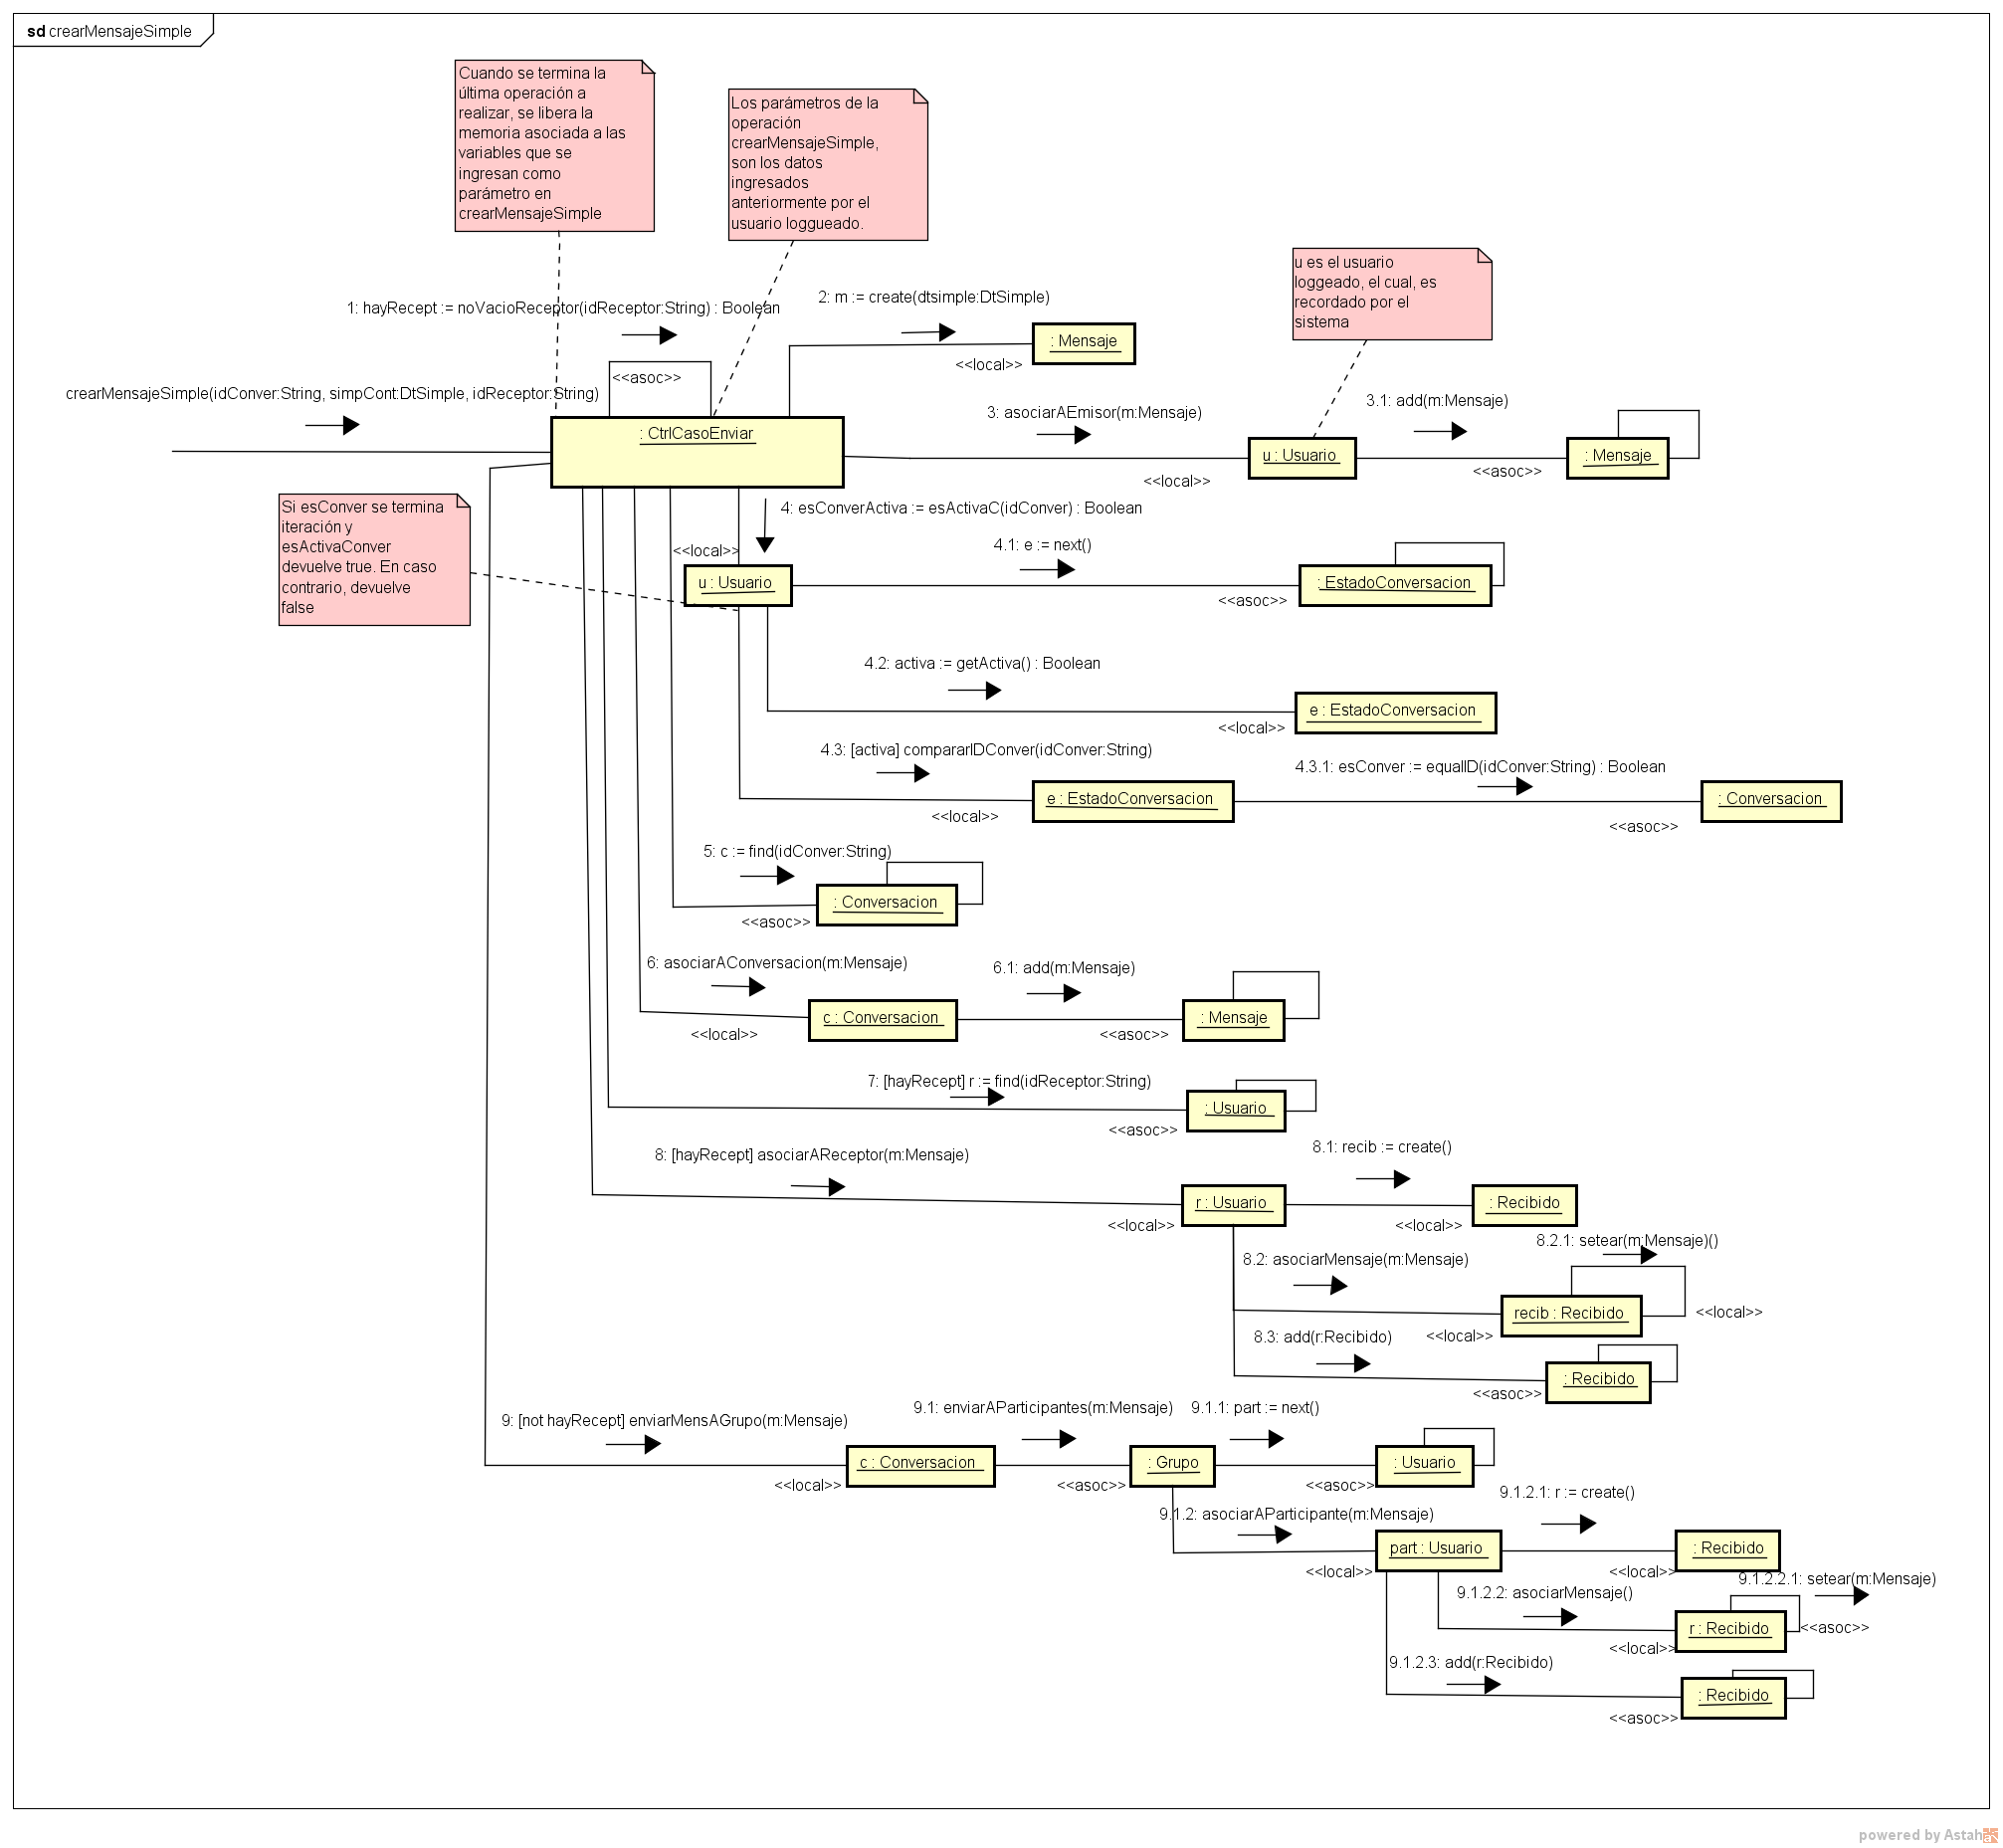 sd crearMensajeSimple
Cuando se termina la
última operación a
realizar, se libera la
memoria asociada a las
variables que se
ingresan como
parámetro en
crearMensajeSimple
Los parámetros de la
operación
crearMensajeSimple,
son los datos
ingresados
anteriormente por el
usuario loggueado.
u es el usuario
loggeado, el cual, es
recordado por el
sistema
1: hayRecept := noVacioReceptor(idReceptor:String) : Boolean
2: m := create(dtsimple:DtSimple)
: Mensaje
<<local>>
<<asoc>>
crearMensajeSimple(idConver:String, simpCont:DtSimple, idReceptor:String)
: CtrlCasoEnviar
3: asociarAEmisor(m:Mensaje)
3.1: add(m:Mensaje)
u : Usuario
: Mensaje
<<local>>
<<asoc>>
Si esConver se termina
iteración y
esActivaConver
devuelve true. En caso
contrario, devuelve
false
4: esConverActiva := esActivaC(idConver) : Boolean
<<local>>
4.1: e := next()
u : Usuario
: EstadoConversacion
<<asoc>>
4.2: activa := getActiva() : Boolean
e : EstadoConversacion
<<local>>
4.3: [activa] compararIDConver(idConver:String)
4.3.1: esConver := equalID(idConver:String) : Boolean
e : EstadoConversacion
: Conversacion
<<local>>
<<asoc>>
5: c := find(idConver:String)
: Conversacion
<<asoc>>
6: asociarAConversacion(m:Mensaje)
6.1: add(m:Mensaje)
c : Conversacion
: Mensaje
<<local>>
<<asoc>>
7: [hayRecept] r := find(idReceptor:String)
: Usuario
<<asoc>>
8: [hayRecept] asociarAReceptor(m:Mensaje)
8.1: recib := create()
r : Usuario
: Recibido
<<local>>
<<local>>
8.2: asociarMensaje(m:Mensaje)
8.2.1: setear(m:Mensaje)()
recib : Recibido
<<local>>
<<local>>
8.3: add(r:Recibido)
: Recibido
<<asoc>>
9: [not hayRecept] enviarMensAGrupo(m:Mensaje)
9.1: enviarAParticipantes(m:Mensaje)
9.1.1: part := next()
c : Conversacion
: Grupo
: Usuario
<<local>>
<<asoc>>
<<asoc>>
9.1.2: asociarAParticipante(m:Mensaje)
9.1.2.1: r := create()
part : Usuario
: Recibido
<<local>>
<<local>>
9.1.2.2: asociarMensaje()
9.1.2.2.1: setear(m:Mensaje)
r : Recibido
<<asoc>>
<<local>>
9.1.2.3: add(r:Recibido)
: Recibido
<<asoc>>
powered by Astah